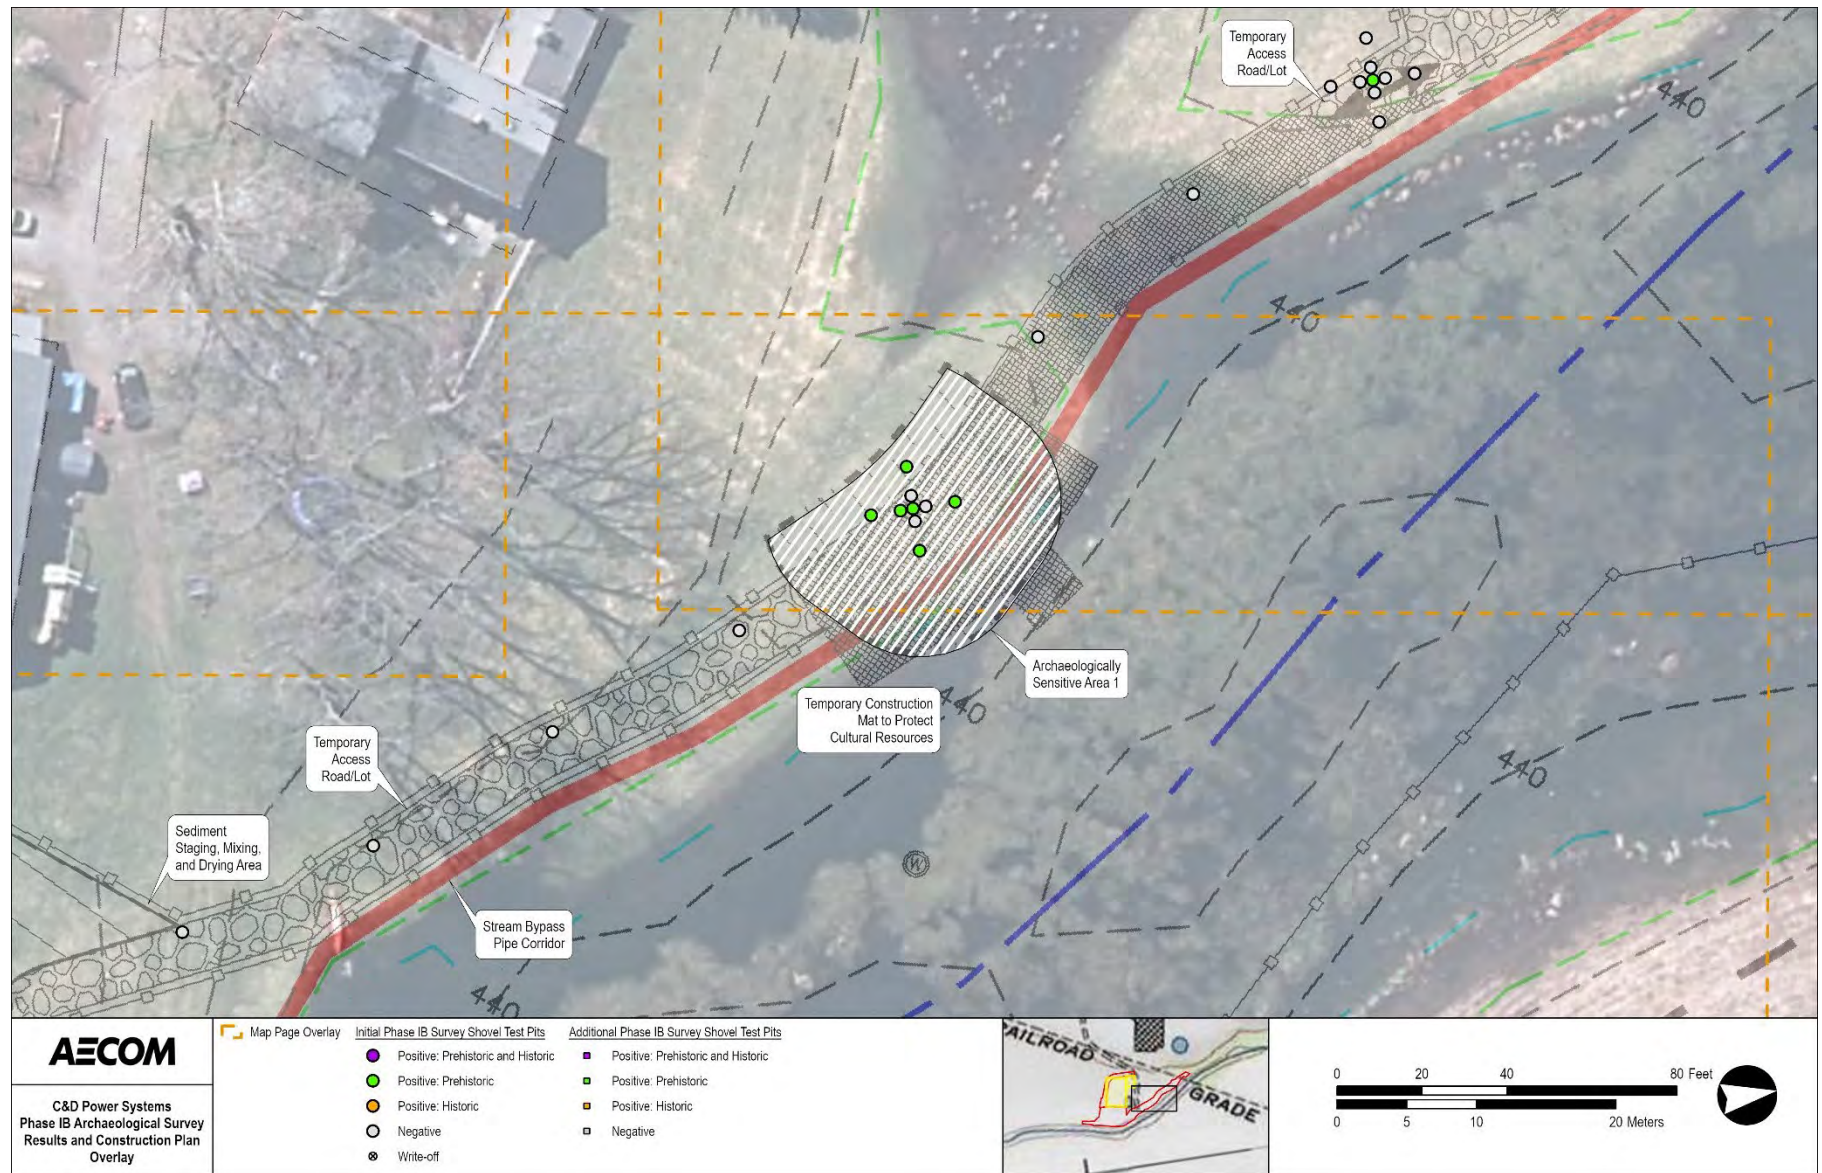 Temporary
Access
Road/Lot
440
440
Archaeologically
Sensitive Area 1
Temporary Construction
Mat to Protect
Cultural Resources
440
440
Temporary
Access
Road/Lot
Sediment
Staging, Mixing,
and Drying Area
W
Stream Bypass
Pipe Corridor
440
AECOM
C&D Power Systems
Phase IB Archaeological Survey
Results and Construction Plan
Overlay
Map Page Overlay
Initial Phase IB Survey Shovel Test Pits
Positive: Prehistoric and Historic
Positive: Prehistoric
Positive: Historic
Negative
Write-off
Additional Phase IB Survey Shovel Test Pits
Positive: Prehistoric and Historic
Positive: Prehistoric
Positive: Historic
Negative
AILROAD
GRADE
0 20 40 80 Feet
0 5 10 20 Meters